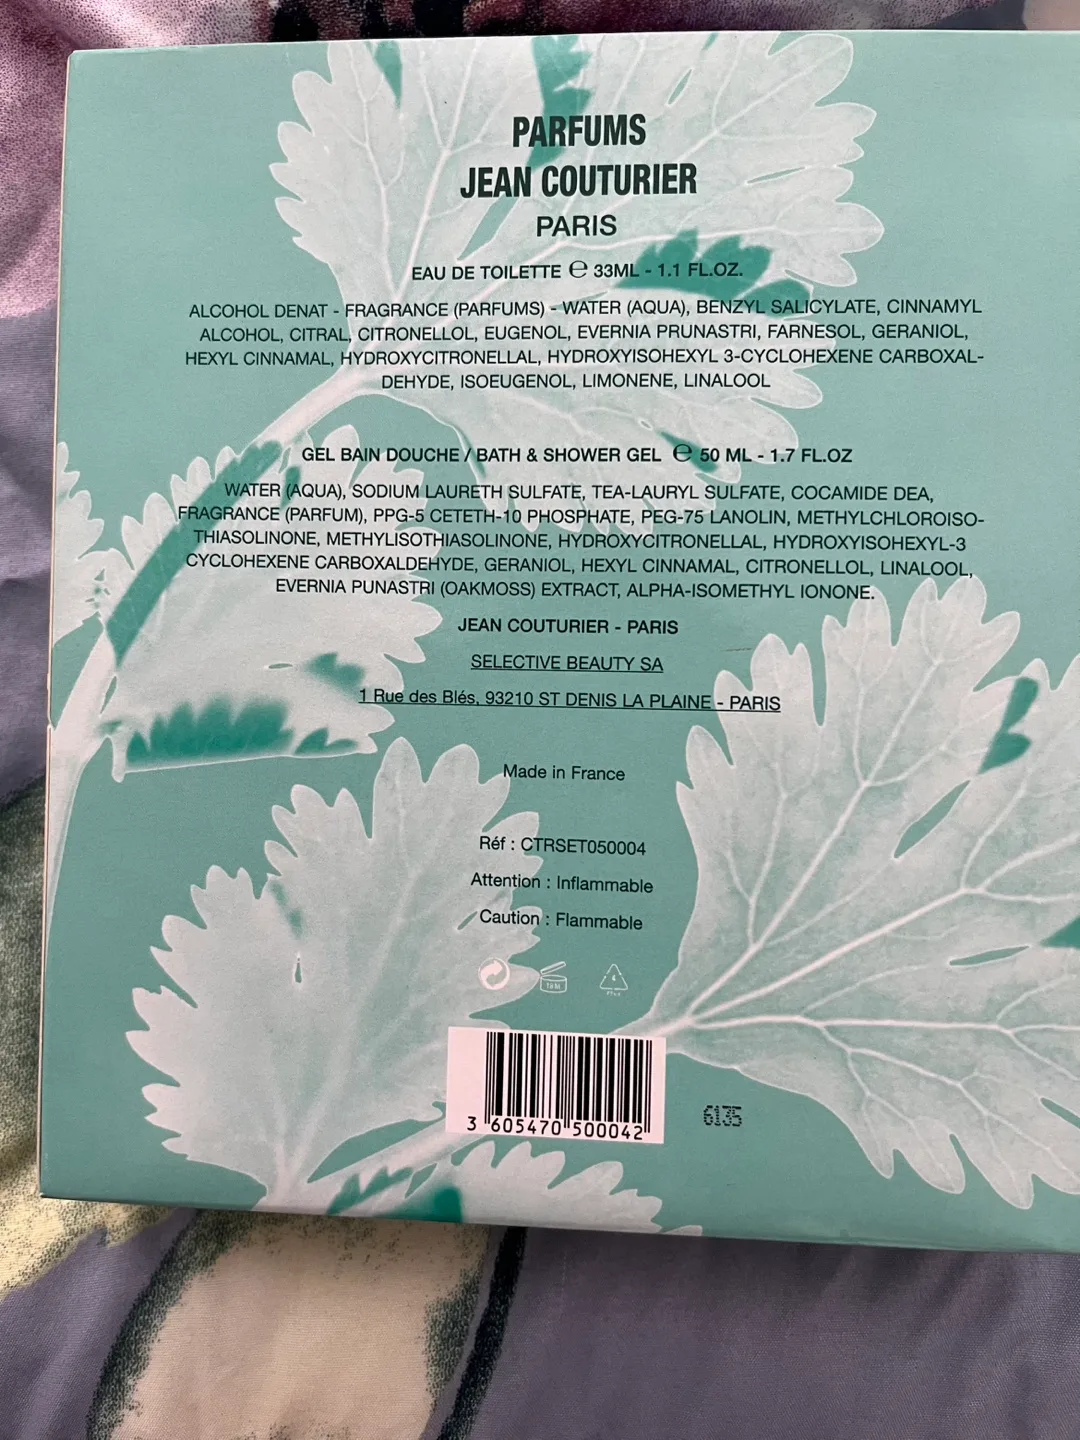 PARFUMS
JEAN COUTURIER
PARIS
EAU DE TOILETTE ℮ 33ML - 1.1 FL.OZ.
ALCOHOL DENAT - FRAGRANCE (PARFUMS) - WATER (AQUA), BENZYL SALICYLATE, CINNAMYL
ALCOHOL, CITRAL, CITRONELLOL, EUGENOL, EVERNIA PRUNASTRI, FARNESOL, GERANIOL,
HEXYL CINNAMAL, HYDROXYCITRONELLAL, HYDROXYISOHEXYL 3-CYCLOHEXENE CARBOXAL-
DEHYDE, ISOEUGENOL, LIMONENE, LINALOOL
GEL BAIN DOUCHE / BATH & SHOWER GEL ℮ 50 ML - 1.7 FL.OZ
WATER (AQUA), SODIUM LAURETH SULFATE, TEA-LAURYL SULFATE, COCAMIDE DEA,
FRAGRANCE (PARFUM), PPG-5 CETETH-10 PHOSPHATE, PEG-75 LANOLIN, METHYLCHLOROISO-
THIASOLINONE, METHYLISOTHIASOLINONE, HYDROXYCITRONELLAL, HYDROXYISOHEXYL-3
CYCLOHEXENE CARBOXALDEHYDE, GERANIOL, HEXYL CINNAMAL, CITRONELLOL, LINALOOL,
EVERNIA PUNASTRI (OAKMOSS) EXTRACT, ALPHA-ISOMETHYL IONONE.
JEAN COUTURIER - PARIS
SELECTIVE BEAUTY SA
1 Rue des Blés, 93210 ST DENIS LA PLAINE - PARIS
Made in France
Réf : CTRSET050004
Attention : Inflammable
Caution : Flammable
3 605470 500042
6135